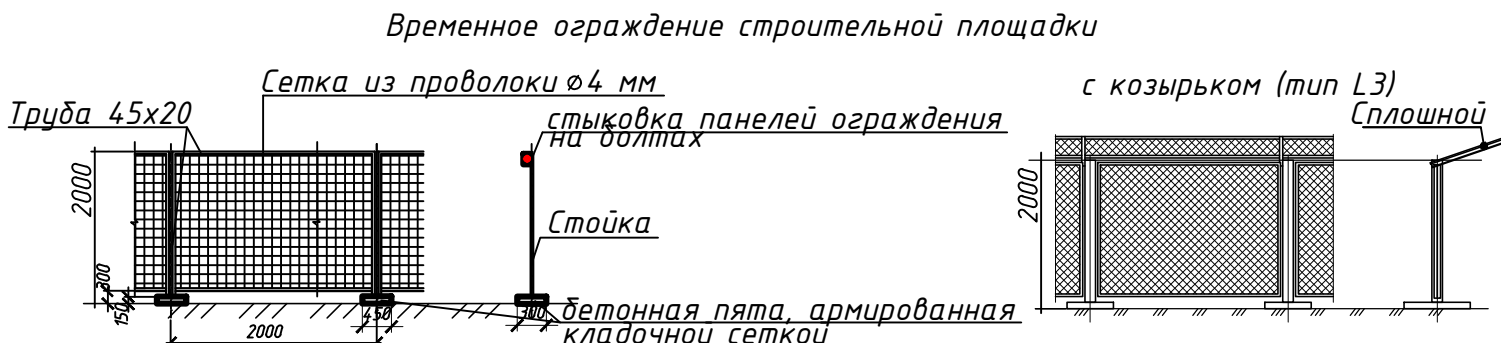 Временное ограждение строительной площадки
Сетка из проволоки ⌀4 мм
Труба 45х20
стыковка панелей ограждения
на болтах
с козырьком (тип L3)
Сплошной
2000
2000
Стойка
300
150
450
300
2000
бетонная пята, армированная
кладочной сеткой